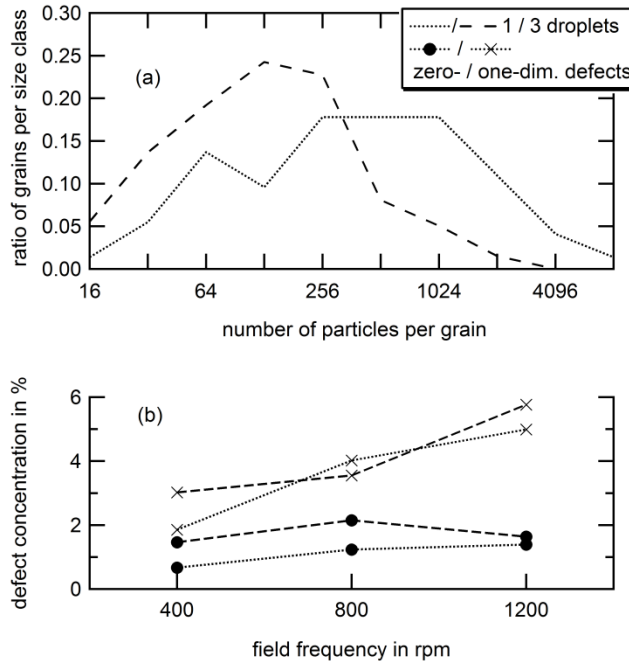 0.30
0.25
0.20
0.15
0.10
0.05
0.00
ratio of grains per size class
(a)
/ 1 / 3 droplets
/
zero- / one-dim. defects
16 64 256 1024 4096
number of particles per grain
6
4
2
0
defect concentration in %
(b)
400 800 1200
field frequency in rpm